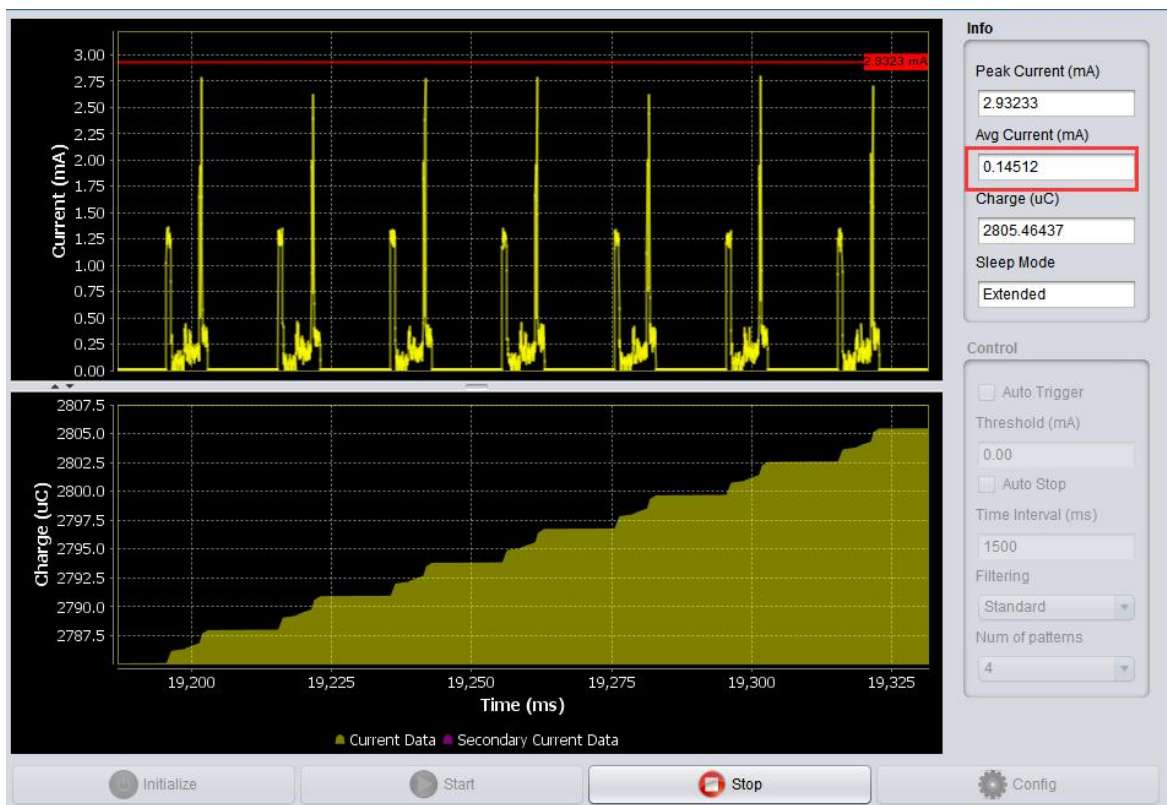 3.00
2.75
2.50
2.25
2.00
1.75
1.50
1.25
1.00
0.75
0.50
0.25
0.00
Current (mA)
2.9323 mA
2807.5
2805.0
2802.5
2800.0
2797.5
2795.0
2792.5
2790.0
2787.5
Charge (uC)
19,200 19,225 19,250 19,275 19,300 19,325
Time (ms)
Current Data Secondary Current Data
Info
Peak Current (mA)
2.93233
Avg Current (mA)
0.14512
Charge (uC)
2805.46437
Sleep Mode
Extended
Control
Auto Trigger
Threshold (mA)
0.00
Auto Stop
Time Interval (ms)
1500
Filtering
Standard
Num of patterns
4
Initialize Start Stop Config